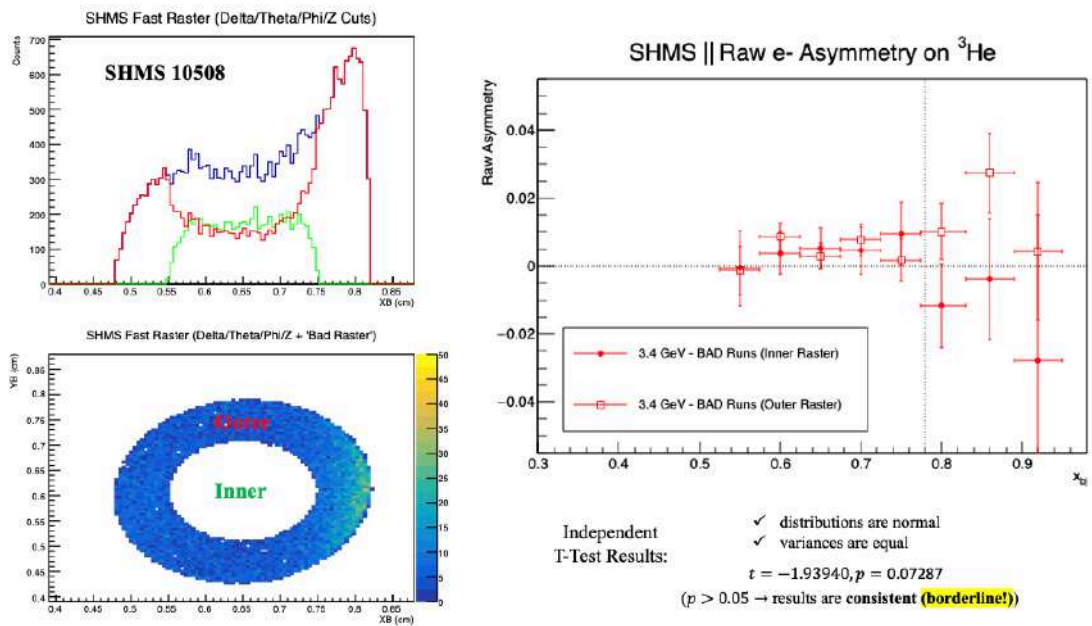 SHMS Fast Raster (Delta/Theta/Phi/Z Cuts)
Counts
700
600
500
400
300
200
100
0
SHMS 10508
0.4 0.45 0.5 0.55 0.6 0.65 0.7 0.75 0.8 0.85
XB (cm)
SHMS Fast Raster (Delta/Theta/Phi/Z + 'Bad Raster')
YB (cm)
0.85
0.8
0.75
0.7
0.65
0.6
0.55
0.5
0.45
0.4
Outer
Inner
50
45
40
35
30
25
20
15
10
5
0
0.4 0.45 0.5 0.55 0.6 0.65 0.7 0.75 0.8 0.85
XB (cm)
SHMS || Raw e- Asymmetry on ³He
Raw Asymmetry
0.04
0.02
0
−0.02
−0.04
3.4 GeV - BAD Runs (Inner Raster)
3.4 GeV - BAD Runs (Outer Raster)
0.3 0.4 0.5 0.6 0.7 0.8 0.9
Independent
T-Test Results:
✓ distributions are normal
✓ variances are equal
t = −1.93940, p = 0.07287
(p > 0.05 → results are consistent (borderline!))